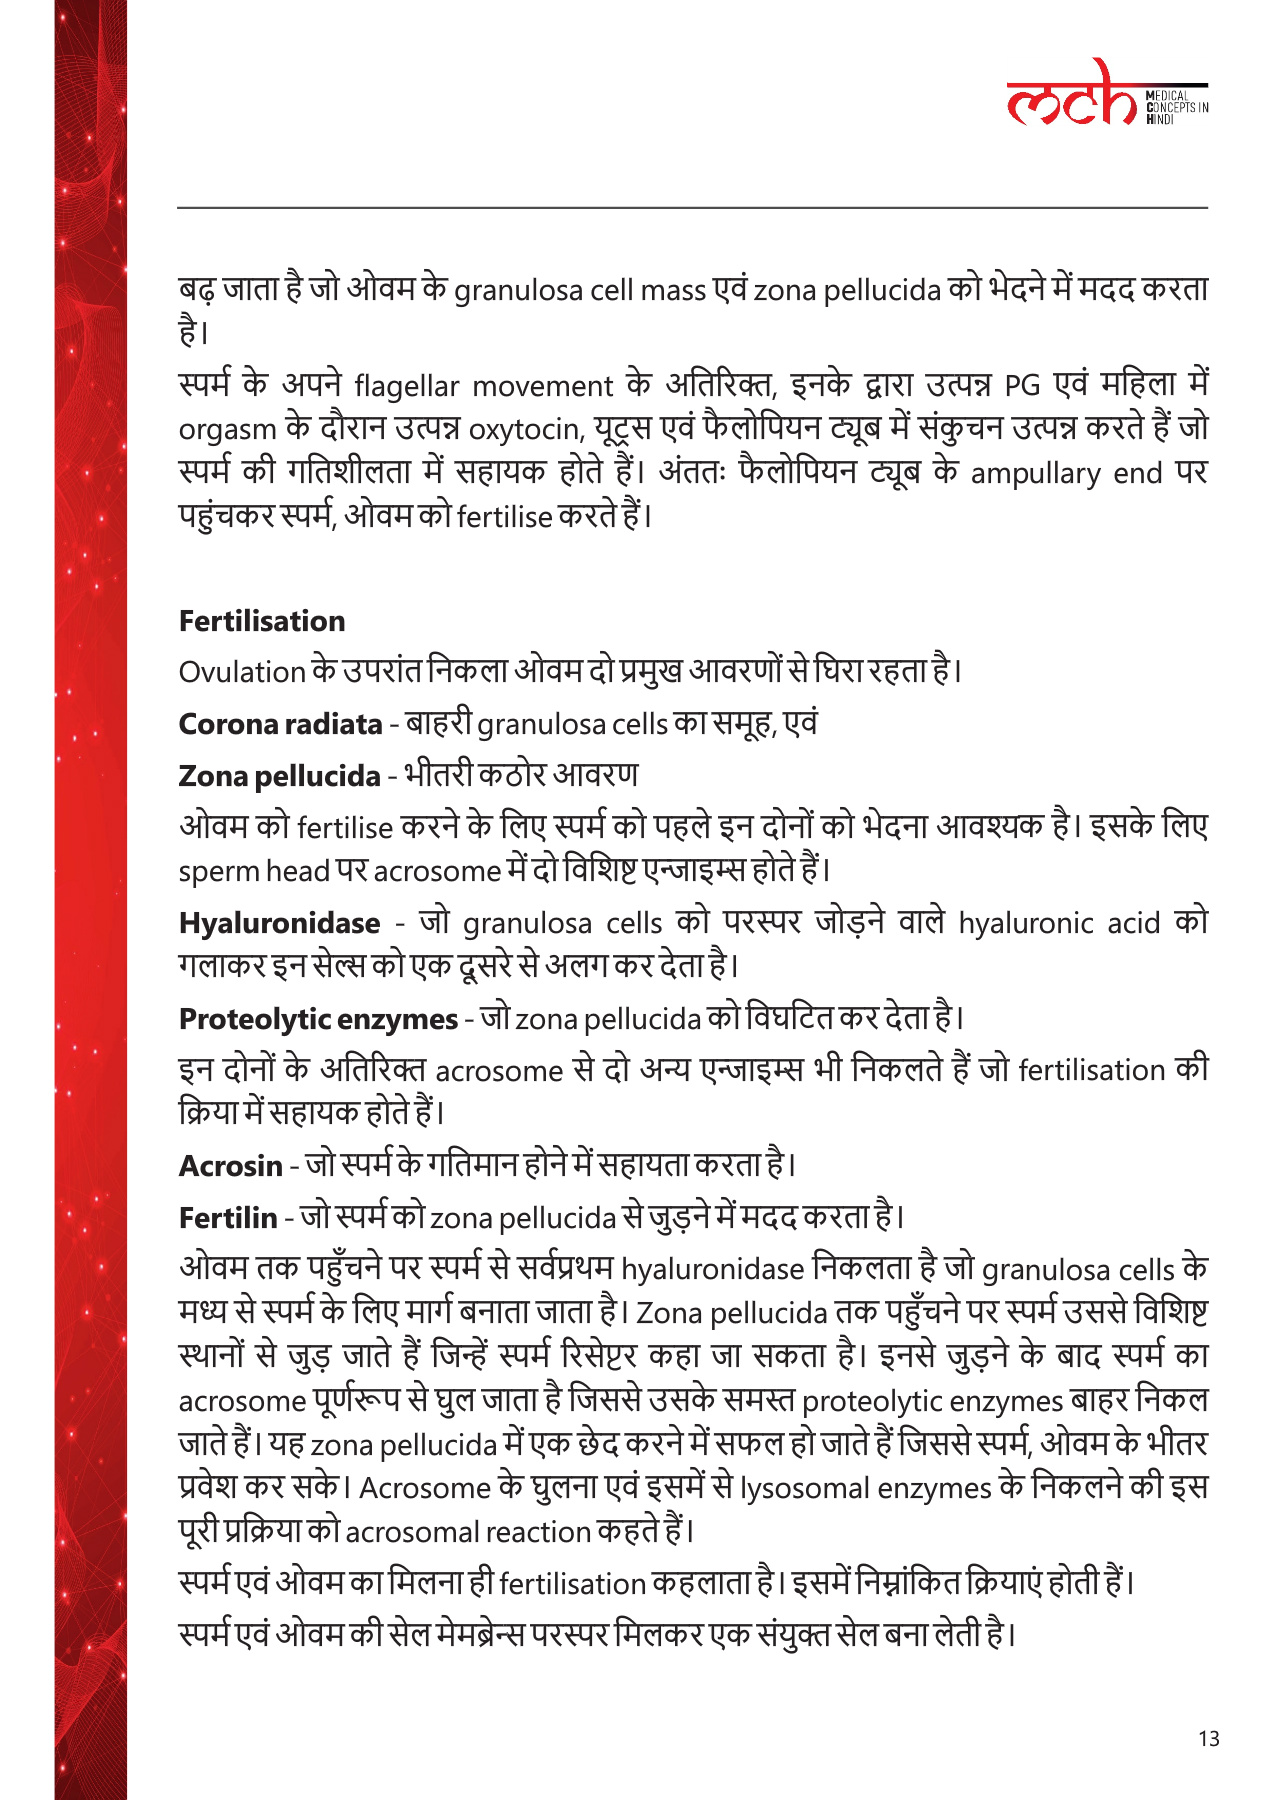 mch
MEDICAL
CONCEPTS IN
HINDI
बढ़ जाता है जो ओवम के granulosa cell mass एवं zona pellucida को भेदने में मदद करता
है।
स्पर्म के अपने flagellar movement के अतिरिक्त, इनके द्वारा उत्पन्न PG एवं महिला में
orgasm के दौरान उत्पन्न oxytocin, यूट्रस एवं फैलोपियन ट्यूब में संकुचन उत्पन्न करते हैं जो
स्पर्म की गतिशीलता में सहायक होते हैं। अंततः फैलोपियन ट्यूब के ampullary end पर
पहुंचकर स्पर्म, ओवम को fertilise करते हैं।
Fertilisation
Ovulation के उपरांत निकला ओवम दो प्रमुख आवरणों से घिरा रहता है।
Corona radiata - बाहरी granulosa cells का समूह, एवं
Zona pellucida - भीतरी कठोर आवरण
ओवम को fertilise करने के लिए स्पर्म को पहले इन दोनों को भेदना आवश्यक है। इसके लिए
sperm head पर acrosome में दो विशिष्ट एन्जाइम्स होते हैं।
Hyaluronidase - जो granulosa cells को परस्पर जोड़ने वाले hyaluronic acid को
गलाकर इन सेल्स को एक दूसरे से अलग कर देता है।
Proteolytic enzymes - जो zona pellucida को विघटित कर देता है।
इन दोनों के अतिरिक्त acrosome से दो अन्य एन्जाइम्स भी निकलते हैं जो fertilisation की
क्रिया में सहायक होते हैं।
Acrosin - जो स्पर्म के गतिमान होने में सहायता करता है।
Fertilin - जो स्पर्म को zona pellucida से जुड़ने में मदद करता है।
ओवम तक पहुँचने पर स्पर्म से सर्वप्रथम hyaluronidase निकलता है जो granulosa cells के
मध्य से स्पर्म के लिए मार्ग बनाता जाता है। Zona pellucida तक पहुँचने पर स्पर्म उससे विशिष्ट
स्थानों से जुड़ जाते हैं जिन्हें स्पर्म रिसेप्टर कहा जा सकता है। इनसे जुड़ने के बाद स्पर्म का
acrosome पूर्णरूप से घुल जाता है जिससे उसके समस्त proteolytic enzymes बाहर निकल
जाते हैं। यह zona pellucida में एक छेद करने में सफल हो जाते हैं जिससे स्पर्म, ओवम के भीतर
प्रवेश कर सके। Acrosome के घुलना एवं इसमें से lysosomal enzymes के निकलने की इस
पूरी प्रक्रिया को acrosomal reaction कहते हैं।
स्पर्म एवं ओवम का मिलना ही fertilisation कहलाता है। इसमें निम्नांकित क्रियाएं होती हैं।
स्पर्म एवं ओवम की सेल मेमब्रेन्स परस्पर मिलकर एक संयुक्त सेल बना लेती है।
13